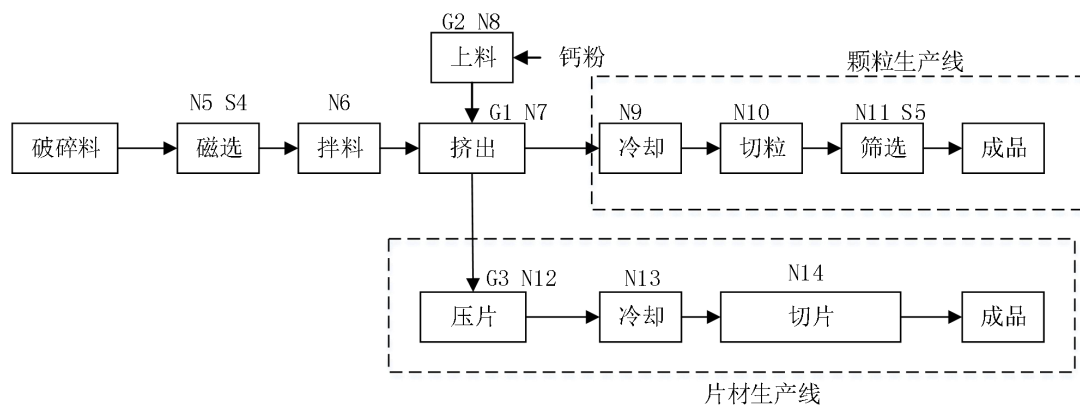 G2 N8
上料
钙粉
颗粒生产线
N5 S4
N6
G1 N7
N9
N10
N11 S5
破碎料
磁选
拌料
挤出
冷却
切粒
筛选
成品
G3 N12
N13
N14
压片
冷却
切片
成品
片材生产线